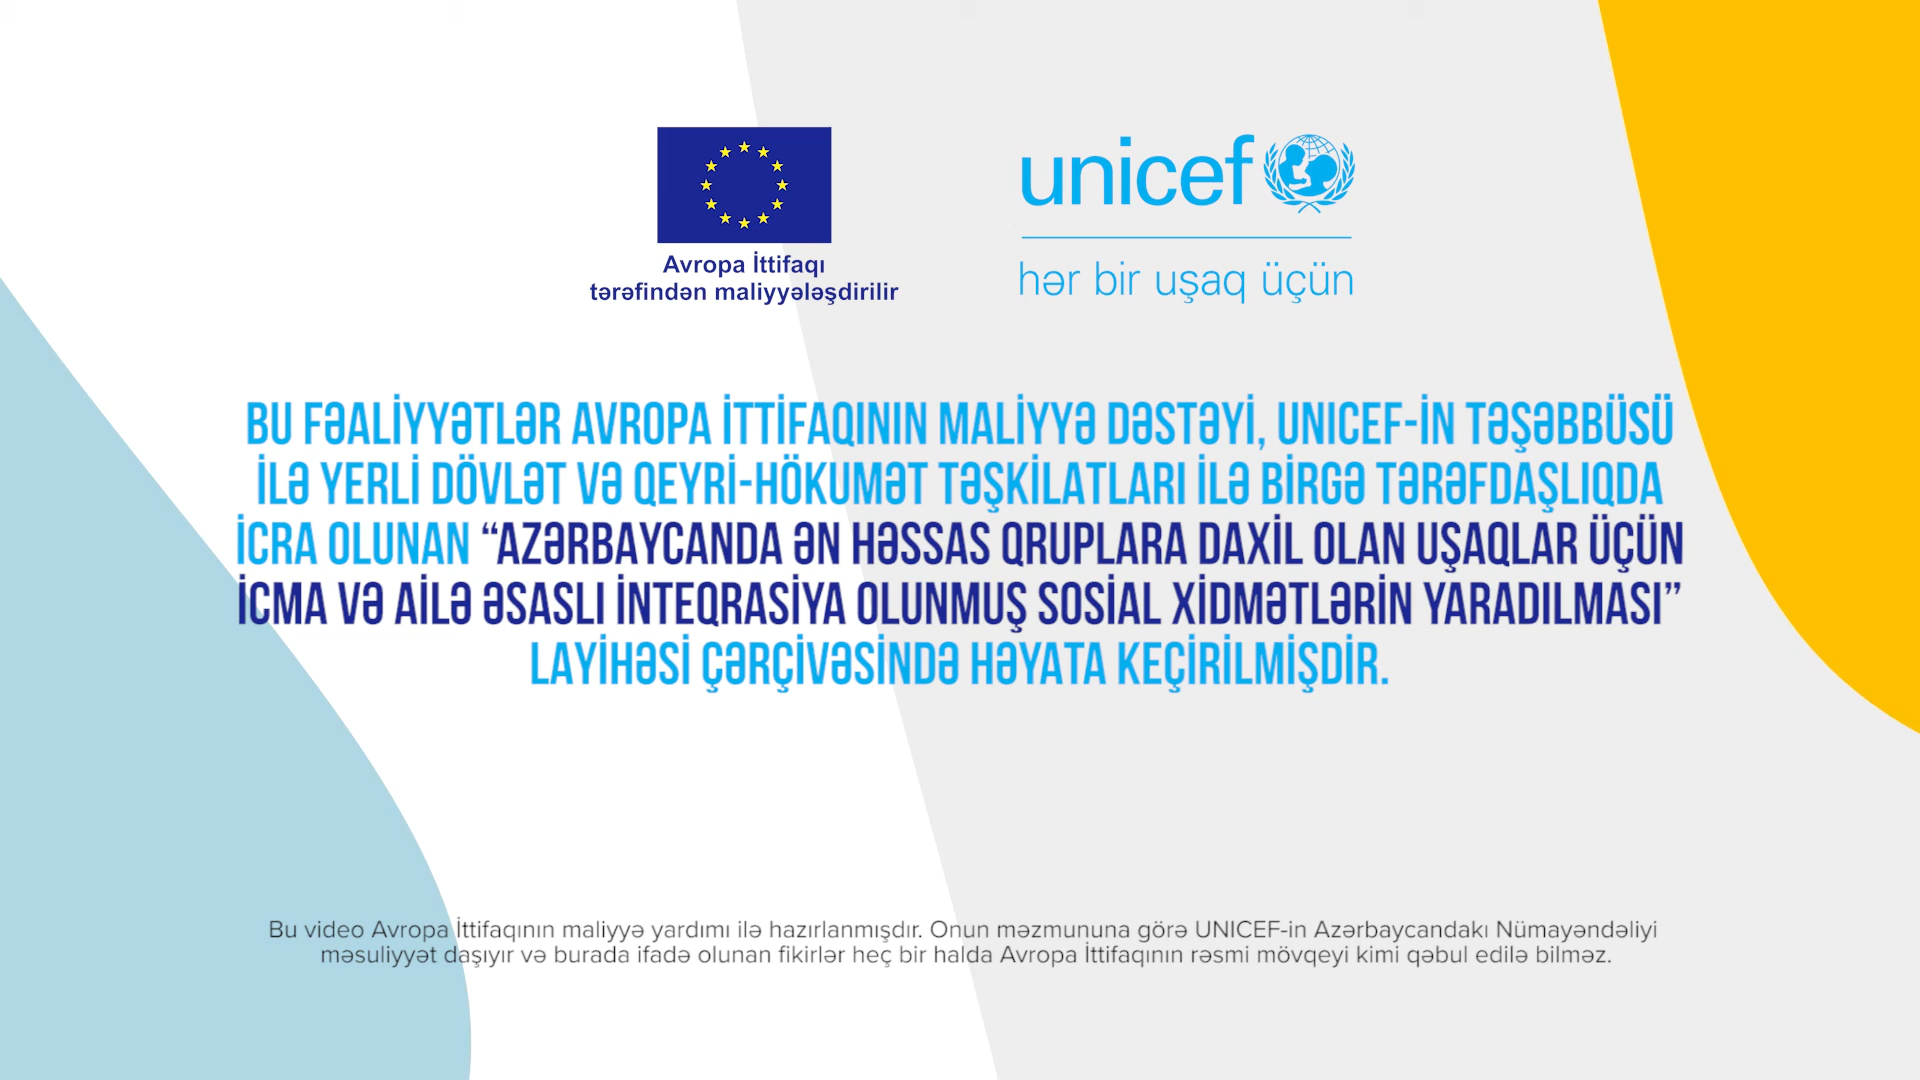 Avropa İttifaqı
tərəfindən maliyyələşdirilir
unicef
hər bir uşaq üçün
BU FƏALİYYƏTLƏR AVROPA İTTİFAQININ MALİYYƏ DƏSTƏYİ, UNICEF-İN TƏŞƏBBÜSÜ
İLƏ YERLİ DÖVLƏT VƏ QEYRİ-HÖKUMƏT TƏŞKİLATLARI İLƏ BİRGƏ TƏRƏFDAŞLIQDA
İCRA OLUNAN “AZƏRBAYCANDA ƏN HƏSSAS QRUPLARA DAXİL OLAN UŞAQLAR ÜÇÜN
İCMA VƏ AİLƏ ƏSASLI İNTEQRASİYA OLUNMUŞ SOSİAL XİDMƏTLƏRİN YARADILMASI”
LAYİHƏSİ ÇƏRÇİVƏSİNDƏ HƏYATA KEÇİRİLMİŞDİR.
Bu video Avropa İttifaqının maliyyə yardımı ilə hazırlanmışdır. Onun məzmununa görə UNICEF-in Azərbaycandakı Nümayəndəliyi
məsuliyyət daşıyır və burada ifadə olunan fikirlər heç bir halda Avropa İttifaqının rəsmi mövqeyi kimi qəbul edilə bilməz.